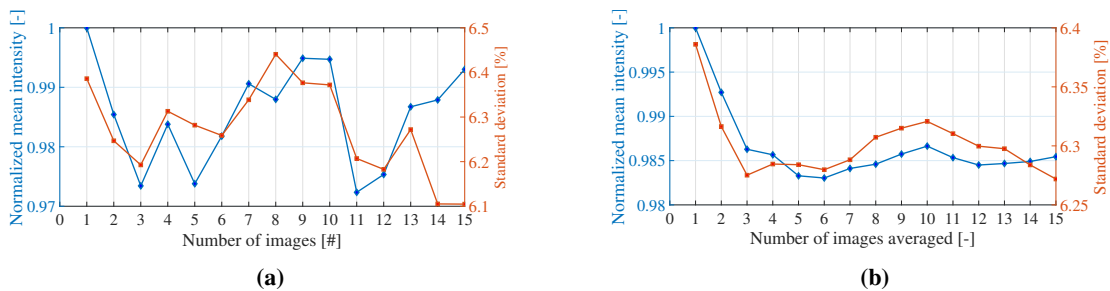 Normalized mean intensity [-]
1
0.99
0.98
0.97
6.5
6.4
6.3
6.2
6.1
Standard deviation [%]
0 1 2 3 4 5 6 7 8 9 10 11 12 13 14 15
Number of images [#]
(a)
Normalized mean intensity [-]
1
0.995
0.99
0.985
0.98
6.4
6.35
6.3
6.25
Standard deviation [%]
0 1 2 3 4 5 6 7 8 9 10 11 12 13 14 15
Number of images averaged [-]
(b)